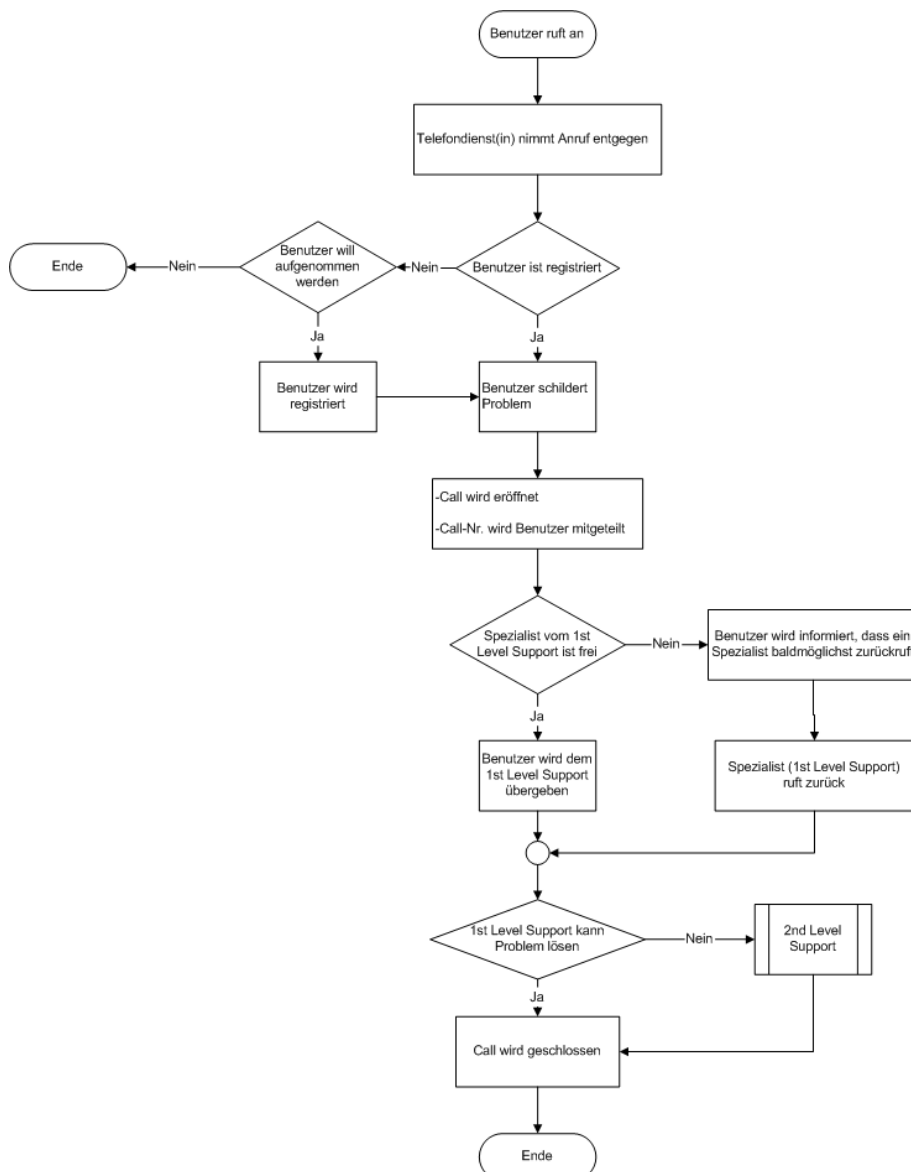 Benutzer ruft an
Telefondienst(in) nimmt Anruf entgegen
Benutzer will
aufgenommen
werden
Ende
Nein
Nein
Benutzer ist registriert
Ja
Ja
Benutzer wird
registriert
Benutzer schildert
Problem
-Call wird eröffnet
-Call-Nr. wird Benutzer mitgeteilt
Spezialist vom 1st
Level Support ist frei
Nein
Benutzer wird informiert, dass ein
Spezialist baldmöglichst zurückruft
Ja
Benutzer wird dem
1st Level Support
übergeben
Spezialist (1st Level Support)
ruft zurück
1st Level Support kann
Problem lösen
Nein
2nd Level
Support
Ja
Call wird geschlossen
Ende